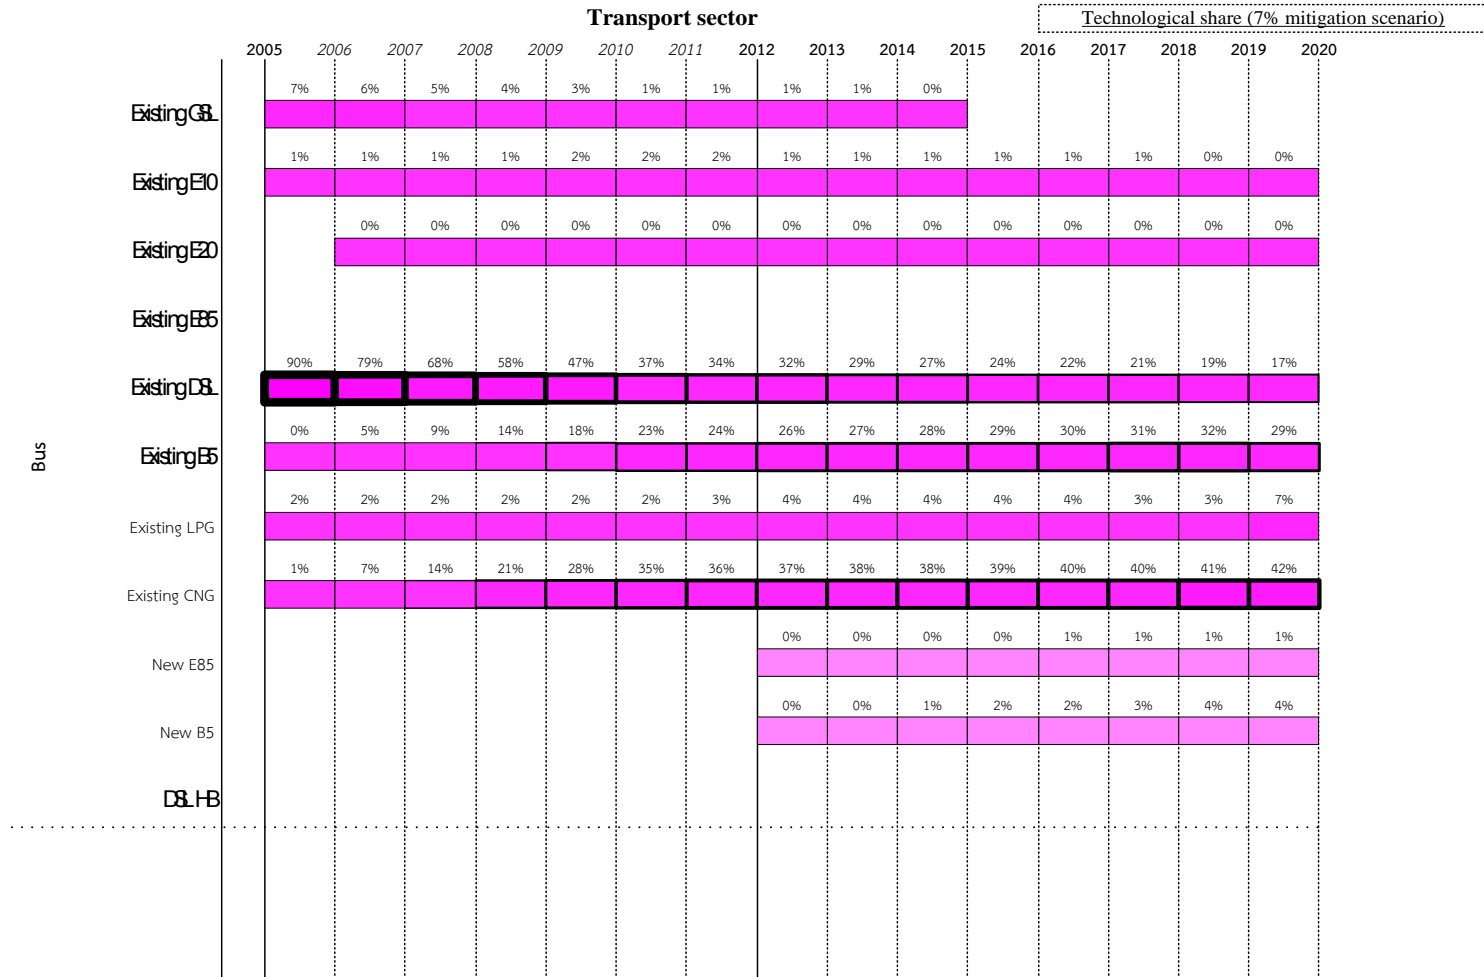 Transport sector
Technological share (7% mitigation scenario)
2005 2006 2007 2008 2009 2010 2011 2012 2013 2014 2015 2016 2017 2018 2019 2020
7% 6% 5% 4% 3% 1% 1% 1% 1% 0%
Existing GSL
1% 1% 1% 1% 2% 2% 2% 1% 1% 1% 1% 1% 1% 0% 0%
Existing E10
0% 0% 0% 0% 0% 0% 0% 0% 0% 0% 0% 0% 0% 0%
Existing E20
Existing E85
90% 79% 68% 58% 47% 37% 34% 32% 29% 27% 24% 22% 21% 19% 17%
Existing DSL
0% 5% 9% 14% 18% 23% 24% 26% 27% 28% 29% 30% 31% 32% 29%
Existing B5
Bus
2% 2% 2% 2% 2% 2% 3% 4% 4% 4% 4% 4% 3% 3% 7%
Existing LPG
1% 7% 14% 21% 28% 35% 36% 37% 38% 38% 39% 40% 40% 41% 42%
Existing CNG
0% 0% 0% 0% 1% 1% 1% 1%
New E85
0% 0% 1% 2% 2% 3% 4% 4%
New B5
DSL HB